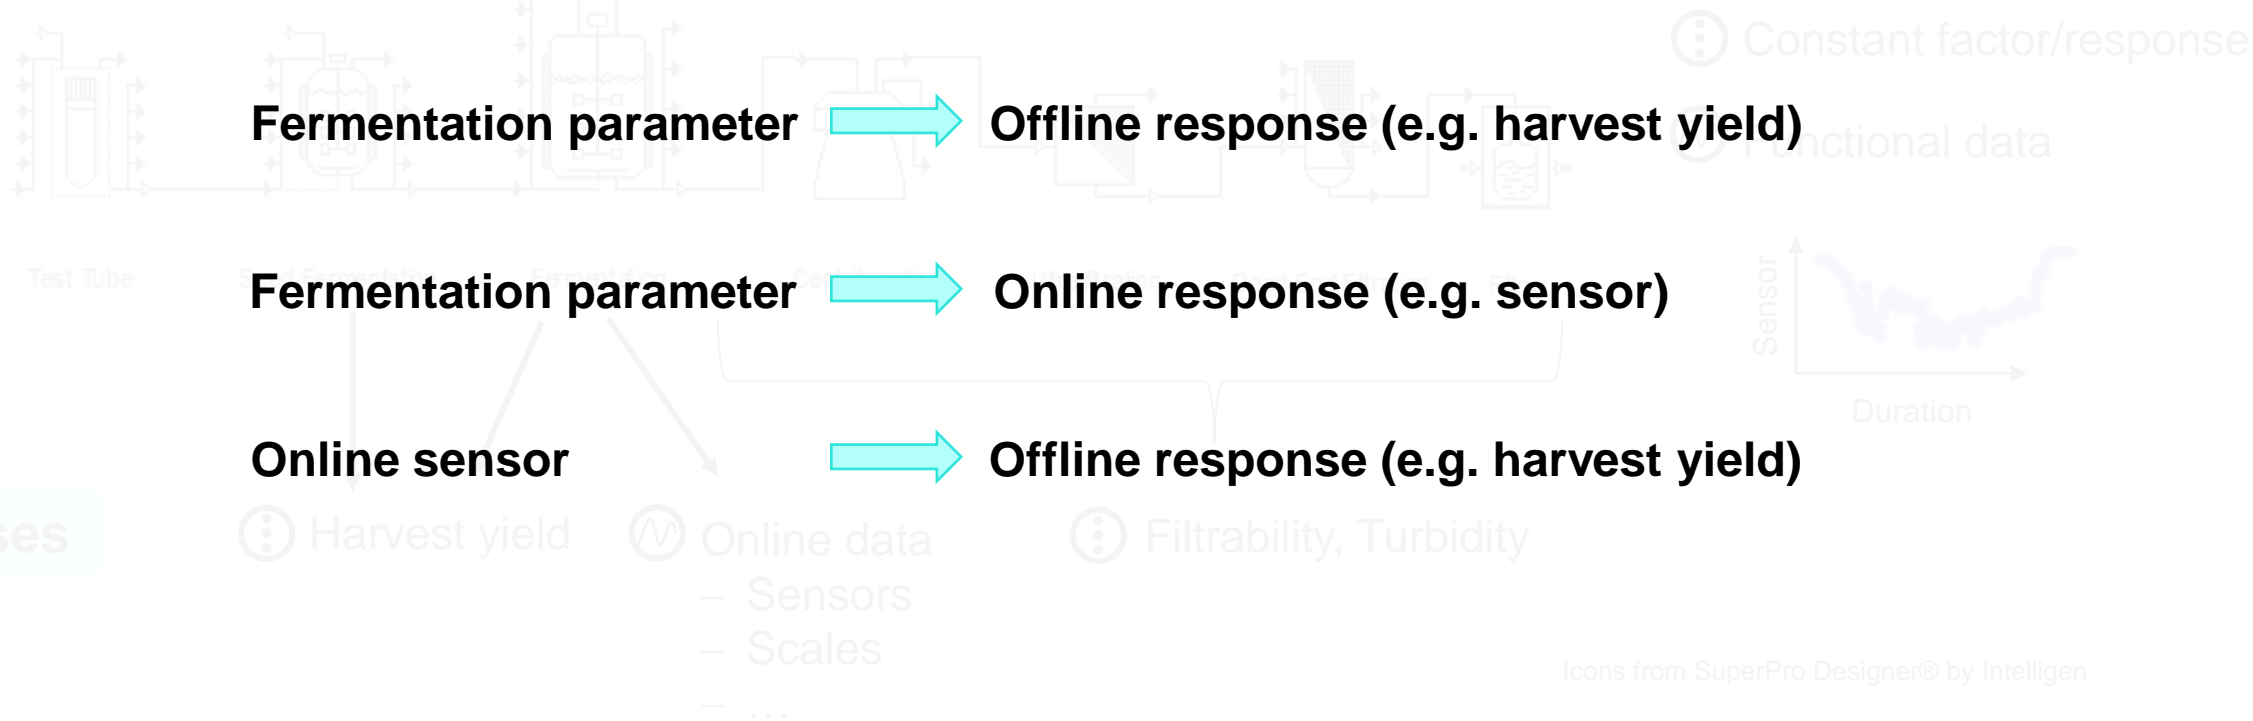 Constant factor/response
Fermentation parameter
Offline response (e.g. harvest yield)
Functional data
Test Tube
Fermentation parameter
Online response (e.g. sensor)
Sensor
Duration
Online sensor
Offline response (e.g. harvest yield)
ses
Harvest yield
Online data
Filtrability, Turbidity
– Sensors
– Scales
– …
Icons from SuperPro Designer® by Intelligen